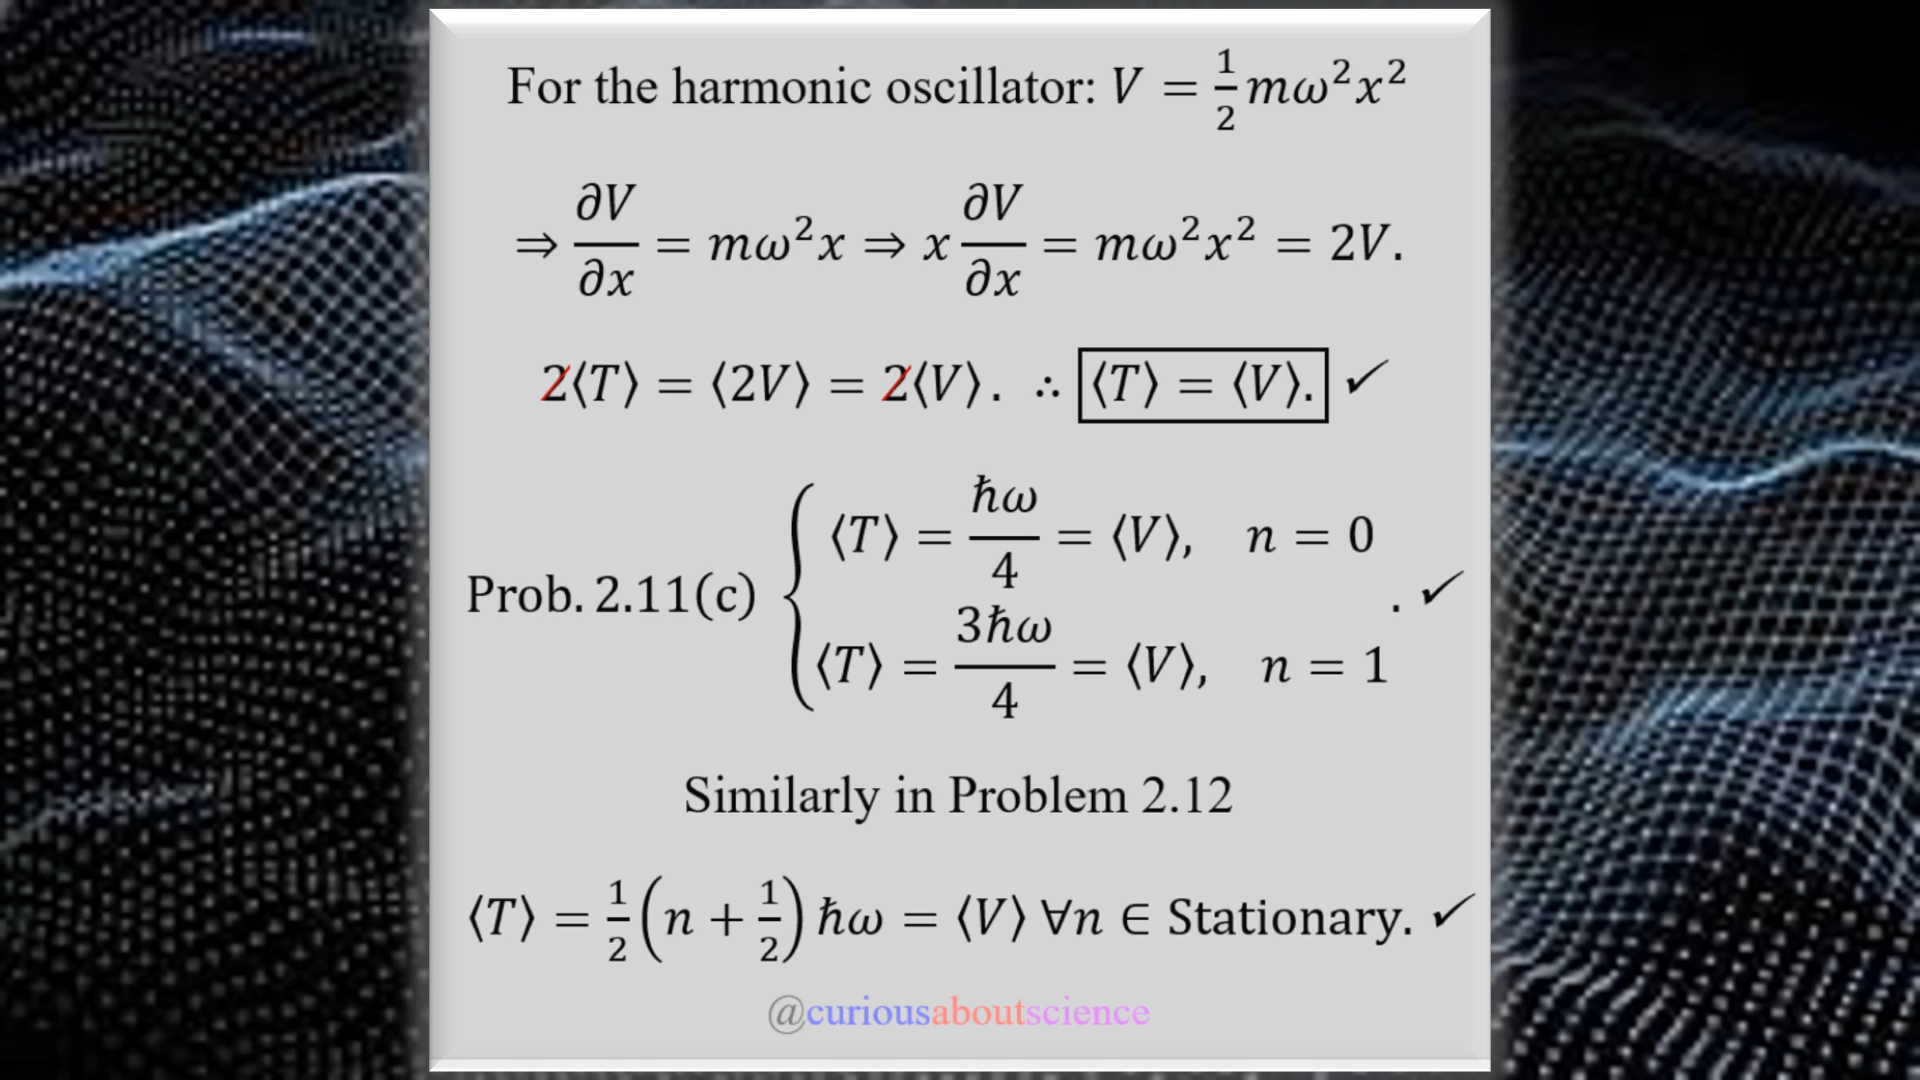 For the harmonic oscillator: V = ½mω²x²
⇒ ∂V/∂x = mω²x ⇒ x ∂V/∂x = mω²x² = 2V.
2⟨T⟩ = ⟨2V⟩ = 2⟨V⟩. ∴ ⟨T⟩ = ⟨V⟩. ✓
Prob. 2.11(c) { ⟨T⟩ = ħω/4 = ⟨V⟩, n = 0
⟨T⟩ = 3ħω/4 = ⟨V⟩, n = 1 . ✓
Similarly in Problem 2.12
⟨T⟩ = ½(n + ½)ħω = ⟨V⟩ ∀n ∈ Stationary. ✓
@curiousaboutscience